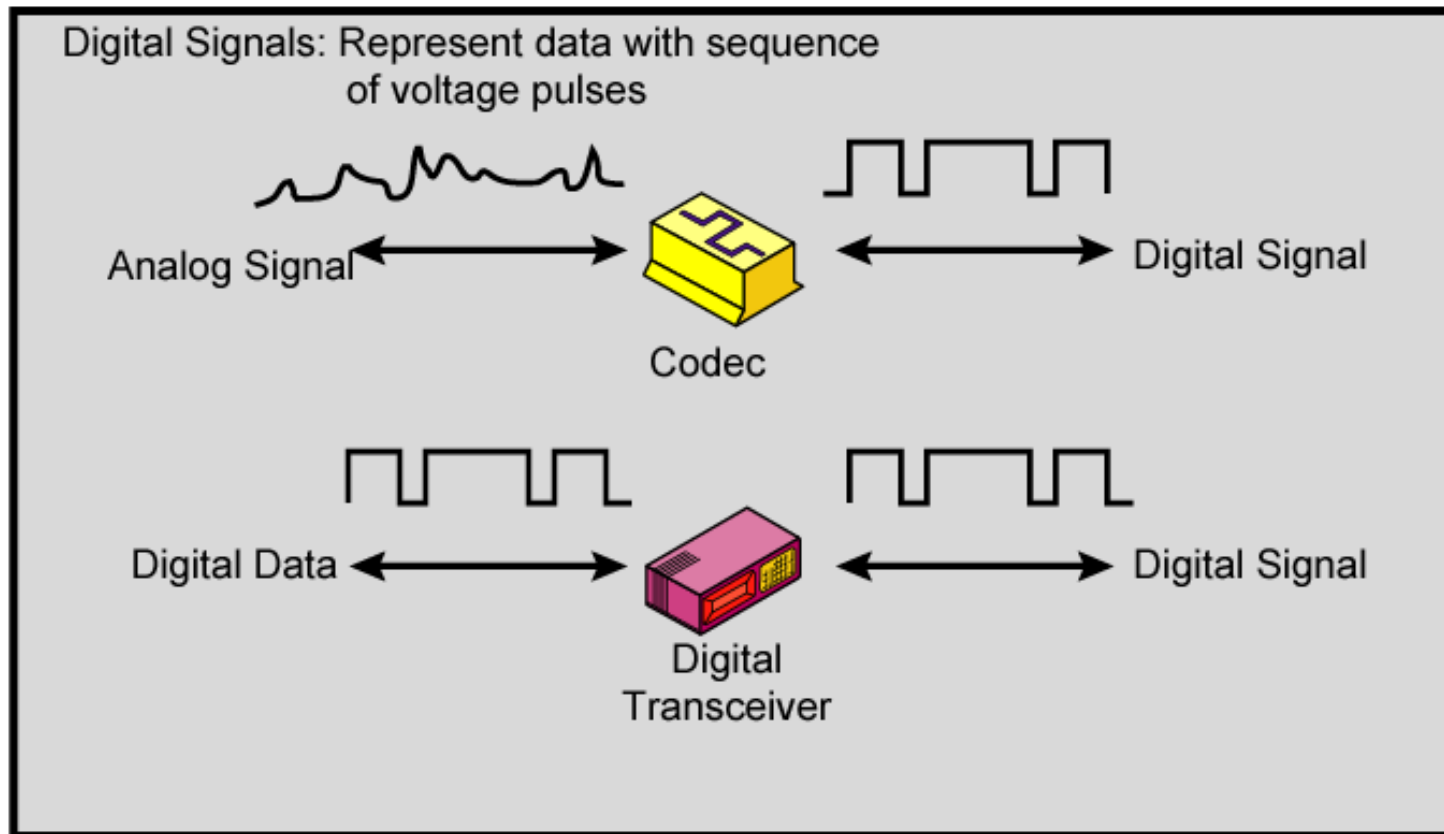 Digital Signals: Represent data with sequence
of voltage pulses
Analog Signal
Digital Signal
Codec
Digital Data
Digital Signal
Digital
Transceiver